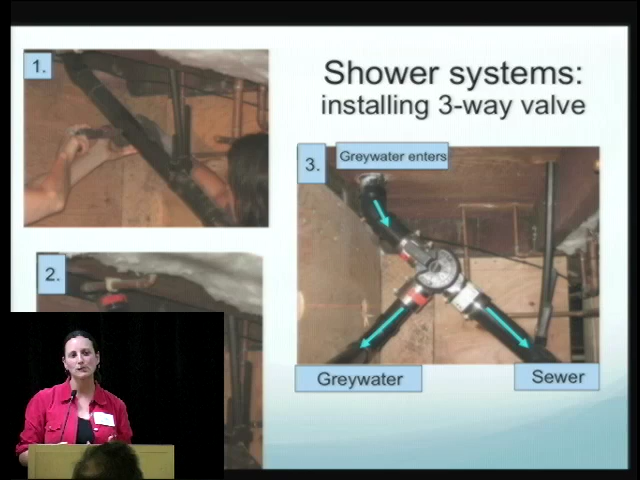 1.
Shower systems:
installing 3-way valve
3.
Greywater enters
2.
Greywater
Sewer